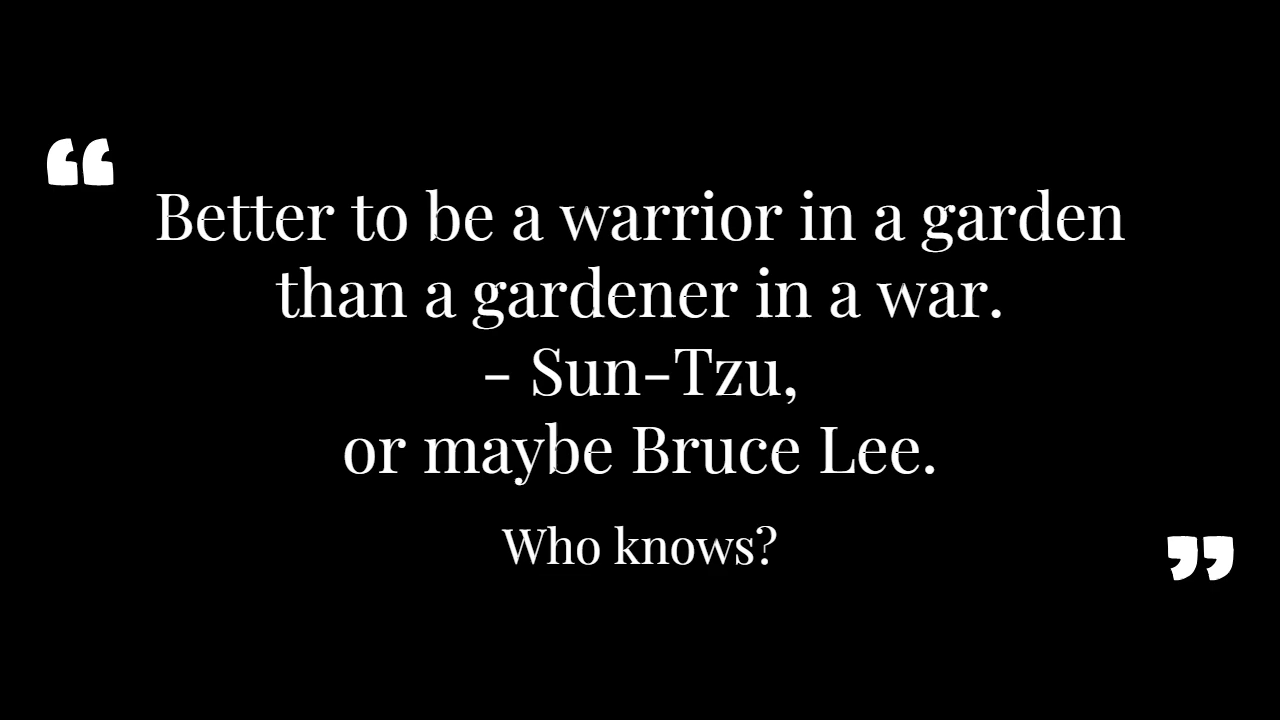 “
Better to be a warrior in a garden
than a gardener in a war.
- Sun-Tzu,
or maybe Bruce Lee.
Who knows?
”